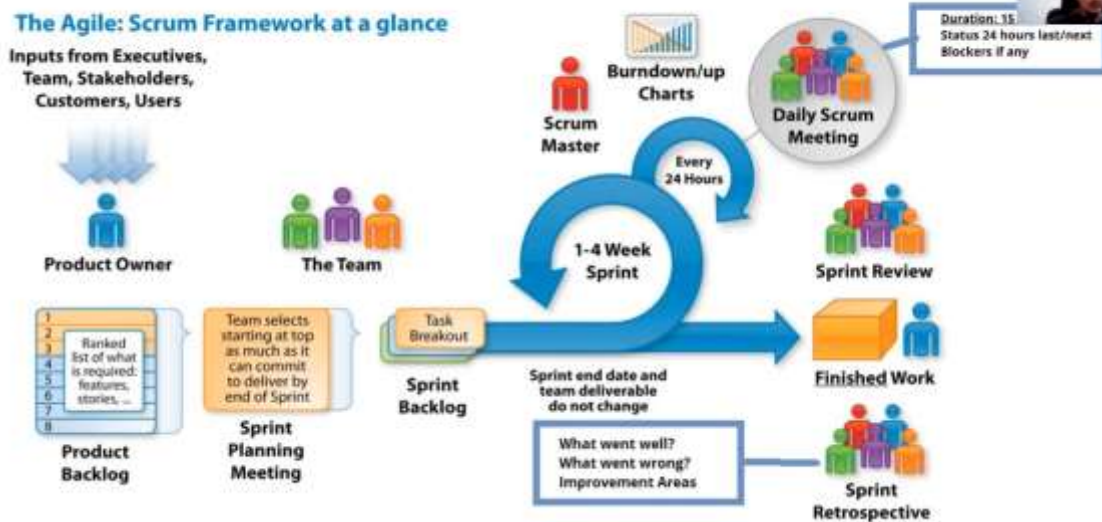 The Agile: Scrum Framework at a glance
Inputs from Executives,
Team, Stakeholders,
Customers, Users
Product Owner
The Team
1
2
3
4
5
6
7
8
Ranked
list of what
is required:
features,
stories, ...
Product
Backlog
Team selects
starting at top
as much as it
can commit
to deliver by
end of Sprint
Sprint
Planning
Meeting
Task
Breakout
Sprint
Backlog
Scrum
Master
Burndown/up
Charts
Every
24 Hours
1-4 Week
Sprint
Daily Scrum
Meeting
Duration: 15
Status 24 hours last/next
Blockers if any
Sprint Review
Finished Work
Sprint end date and
team deliverable
do not change
What went well?
What went wrong?
Improvement Areas
Sprint
Retrospective